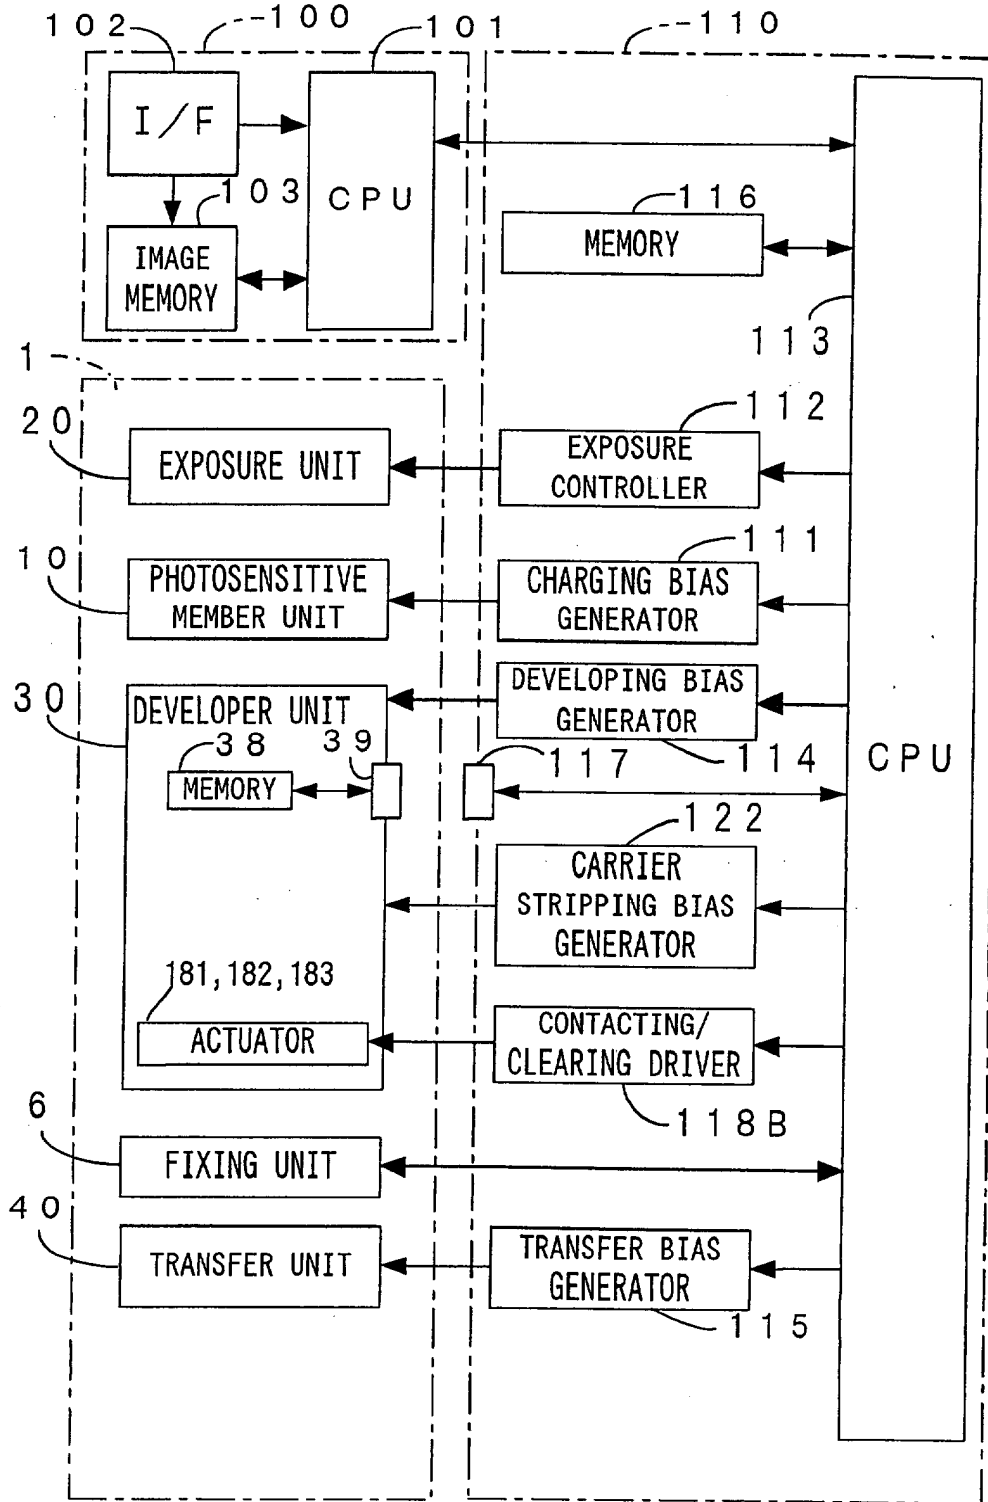 102
100
101
110
I/F
CPU
103
IMAGE
MEMORY
116
MEMORY
113
1
112
20
EXPOSURE UNIT
EXPOSURE
CONTROLLER
10
111
PHOTOSENSITIVE
MEMBER UNIT
CHARGING BIAS
GENERATOR
30
DEVELOPER UNIT
DEVELOPING BIAS
GENERATOR
38
39
117
114
CPU
MEMORY
122
CARRIER
STRIPPING BIAS
GENERATOR
181,182,183
ACTUATOR
CONTACTING/
CLEARING DRIVER
118B
6
FIXING UNIT
40
TRANSFER UNIT
TRANSFER BIAS
GENERATOR
115